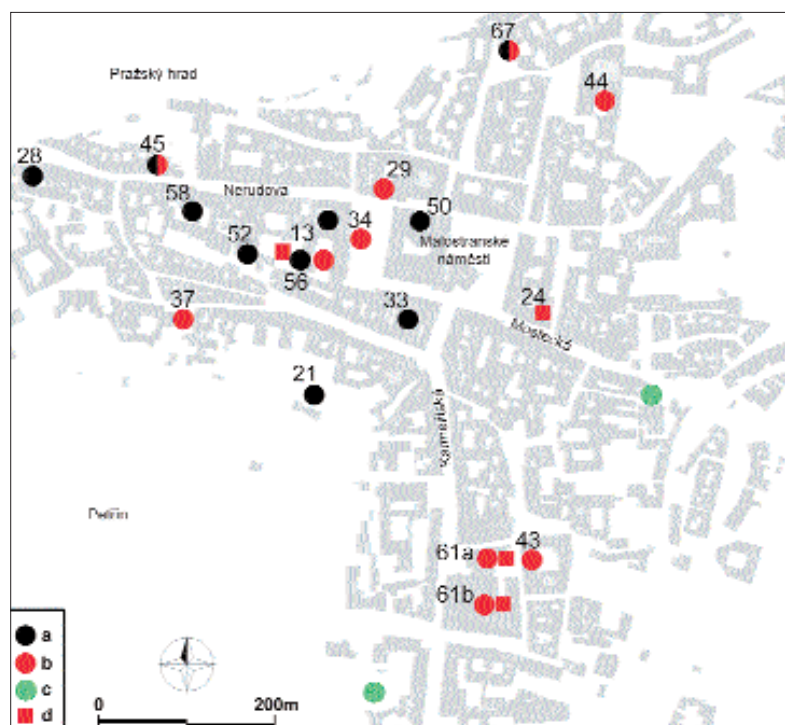 67
Pražský hrad
44
45
28
29
Nerudova
58
50
34
13
52
Malostranské
náměstí
56
24
37
33
Mostecká
21
Karmelitská
Petřín
61a
43
61b
a
b
c
d
0
200m